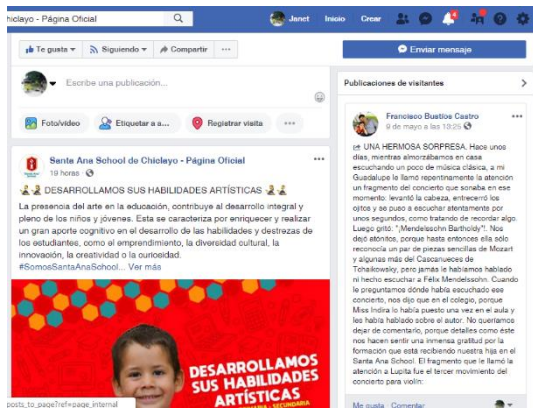 hiclayo - Página Oficial
Janet
Inicio
Crear
Te gusta
Siguiendo
Compartir
Enviar mensaje
Escribe una publicación...
Foto/video
Etiquetar a a...
Registrar visita
Santa Ana School de Chiclayo - Página Oficial
19 horas
DESARROLLAMOS SUS HABILIDADES ARTÍSTICAS
La presencia del arte en la educación, contribuye al desarrollo integral y
pleno de los niños y jóvenes. Esta se caracteriza por enriquecer y realizar
un gran aporte cognitivo en el desarrollo de las habilidades y destrezas de
los estudiantes, como el emprendimiento, la diversidad cultural, la
innovación, la creatividad o la curiosidad.
#SomosSantaAnaSchool... Ver más
DESARROLLAMOS
SUS HABILIDADES
ARTÍSTICAS
SECUNDARIA
posts_to_page?ref=page_internal
Publicaciones de visitantes
Francisco Bustios Castro
9 de mayo a las 13:25
UNA HERMOSA SORPRESA. Hace unos
días, mientras almorzábamos en casa
escuchando un poco de música clásica, a mi
Guadalupe le llamó repentinamente la atención
un fragmento del concierto que sonaba en ese
momento: levantó la cabeza, entrecerró los
ojitos y se puso a escuchar atentamente por
unos segundos, como tratando de recordar algo.
Luego gritó: "¡Mendelssohn Bartholdy"!. Nos
dejó atónitos, porque hasta entonces ella sólo
reconocía un par de piezas sencillas de Mozart
y algunas más del Cascanueces de
Tchaikowsky, pero jamás le habíamos hablado
ni hecho escuchar a Félix Mendelssohn. Cuando
le preguntamos dónde había escuchado ese
concierto, nos dijo que en el colegio, porque
Miss Indira lo había puesto una vez en el aula y
les había hablado sobre el autor. No queríamos
dejar de comentario, porque detalles como éste
nos hacen sentir una inmensa gratitud por la
formación que está recibiendo nuestra hija en el
Santa Ana School. El fragmento que le llamó la
atención a Lupita fue el tercer movimiento del
concierto para violín:
Me gusta · Comentar